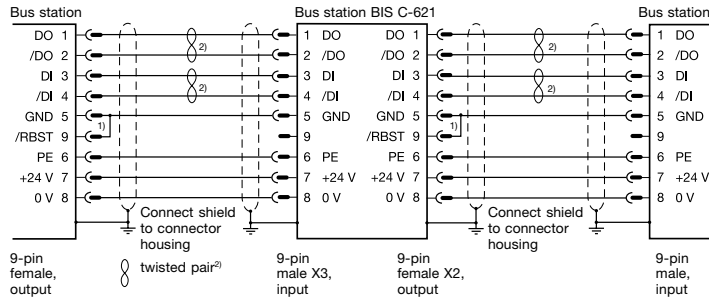 Bus station Bus station BIS C-621 Bus station
DO 1 2) 1 DO DO 1 2) 1 DO
/DO 2 2 /DO /DO 2 2 /DO
DI 3 3 DI DI 3 3 DI
/DI 4 2) 4 /DI /DI 4 2) 4 /DI
GND 5 5 GND GND 5 5 GND
/RBST 9 1) 9 /RBST 9 1) 9
PE 6 6 PE PE 6 6 PE
+24 V 7 7 +24 V +24 V 7 7 +24 V
0 V 8 8 0 V 0 V 8 8 0 V
Connect shield Connect shield
to connector to connector
housing housing
9-pin twisted pair2) 9-pin 9-pin 9-pin
female, male X3, female X2, male,
output input output input